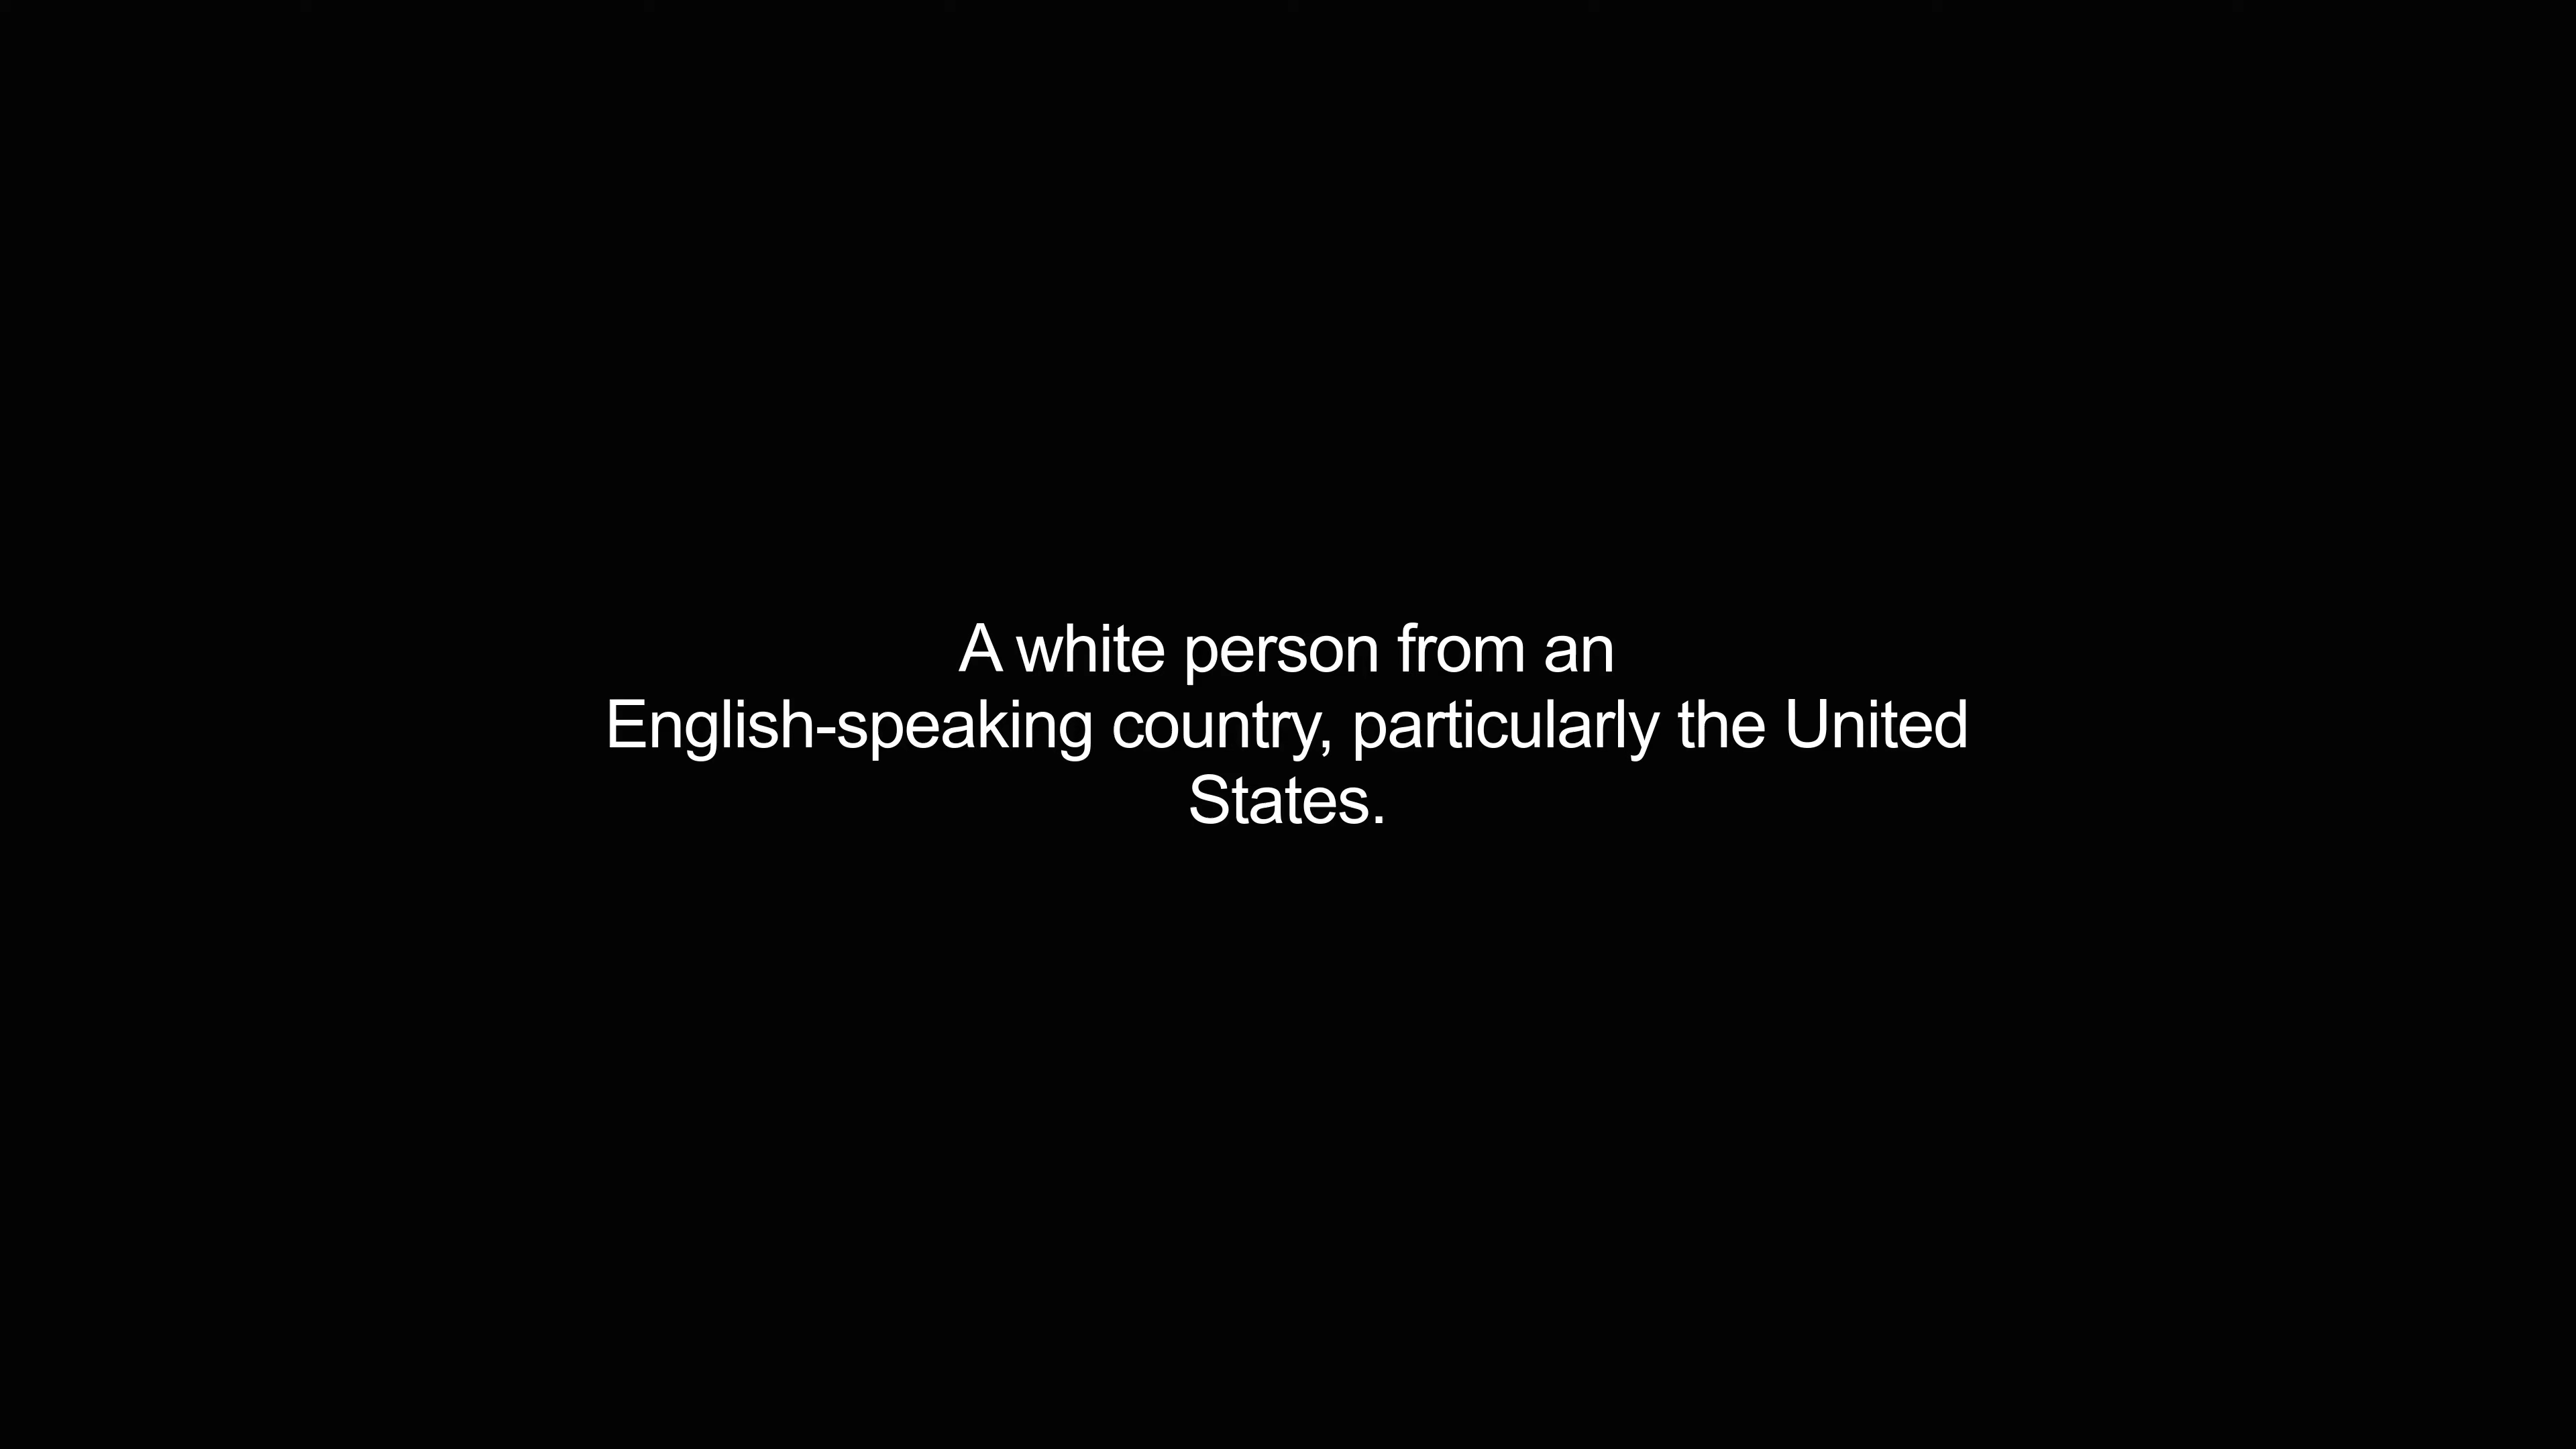 A white person from an
English-speaking country, particularly the United
States.